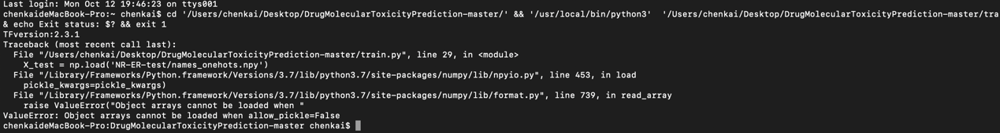 Last login: Mon Oct 12 19:46:23 on ttys001
chenkaideMacBook-Pro:~ chenkai$ cd '/Users/chenkai/Desktop/DrugMolecularToxicityPrediction-master/' && '/usr/local/bin/python3'  '/Users/chenkai/Desktop/DrugMolecularToxicityPrediction-master/tra
& echo Exit status: $? && exit 1
TFversion:2.3.1
Traceback (most recent call last):
  File "/Users/chenkai/Desktop/DrugMolecularToxicityPrediction-master/train.py", line 29, in <module>
    X_test = np.load('NR-ER-test/names_onehots.npy')
  File "/Library/Frameworks/Python.framework/Versions/3.7/lib/python3.7/site-packages/numpy/lib/npyio.py", line 453, in load
    pickle_kwargs=pickle_kwargs)
  File "/Library/Frameworks/Python.framework/Versions/3.7/lib/python3.7/site-packages/numpy/lib/format.py", line 739, in read_array
    raise ValueError("Object arrays cannot be loaded when "
ValueError: Object arrays cannot be loaded when allow_pickle=False
chenkaideMacBook-Pro:DrugMolecularToxicityPrediction-master chenkai$